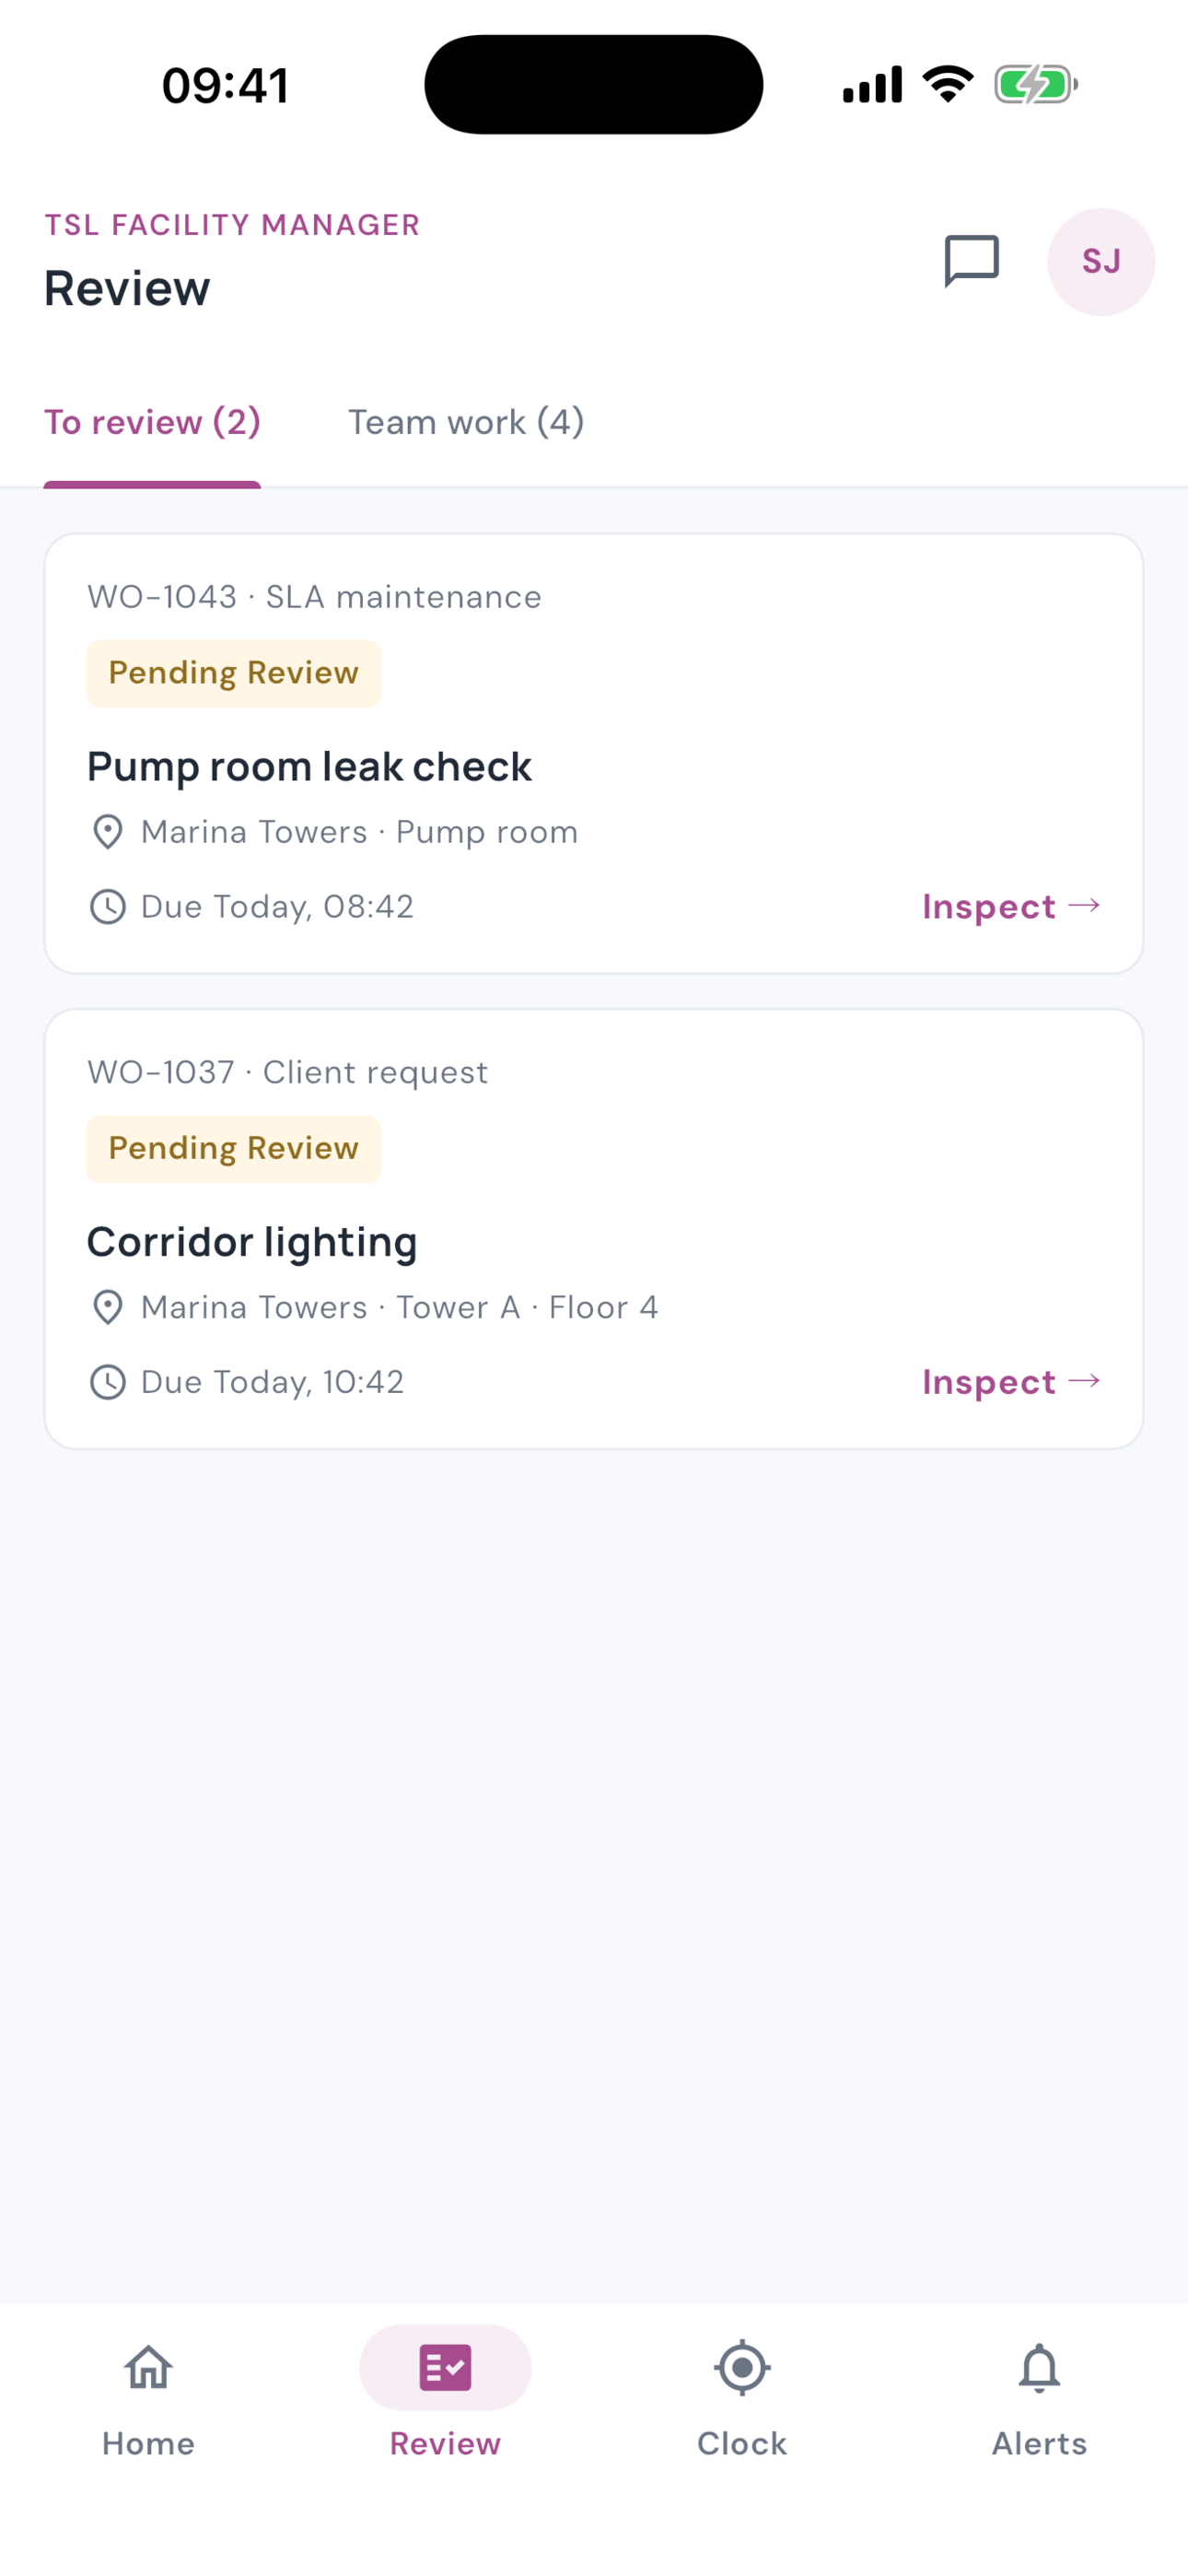 09:41
TSL FACILITY MANAGER
Review
SJ
To review (2)
Team work (4)
WO-1043 · SLA maintenance
Pending Review
Pump room leak check
Marina Towers · Pump room
Due Today, 08:42
Inspect →
WO-1037 · Client request
Pending Review
Corridor lighting
Marina Towers · Tower A · Floor 4
Due Today, 10:42
Inspect →
Home
Review
Clock
Alerts